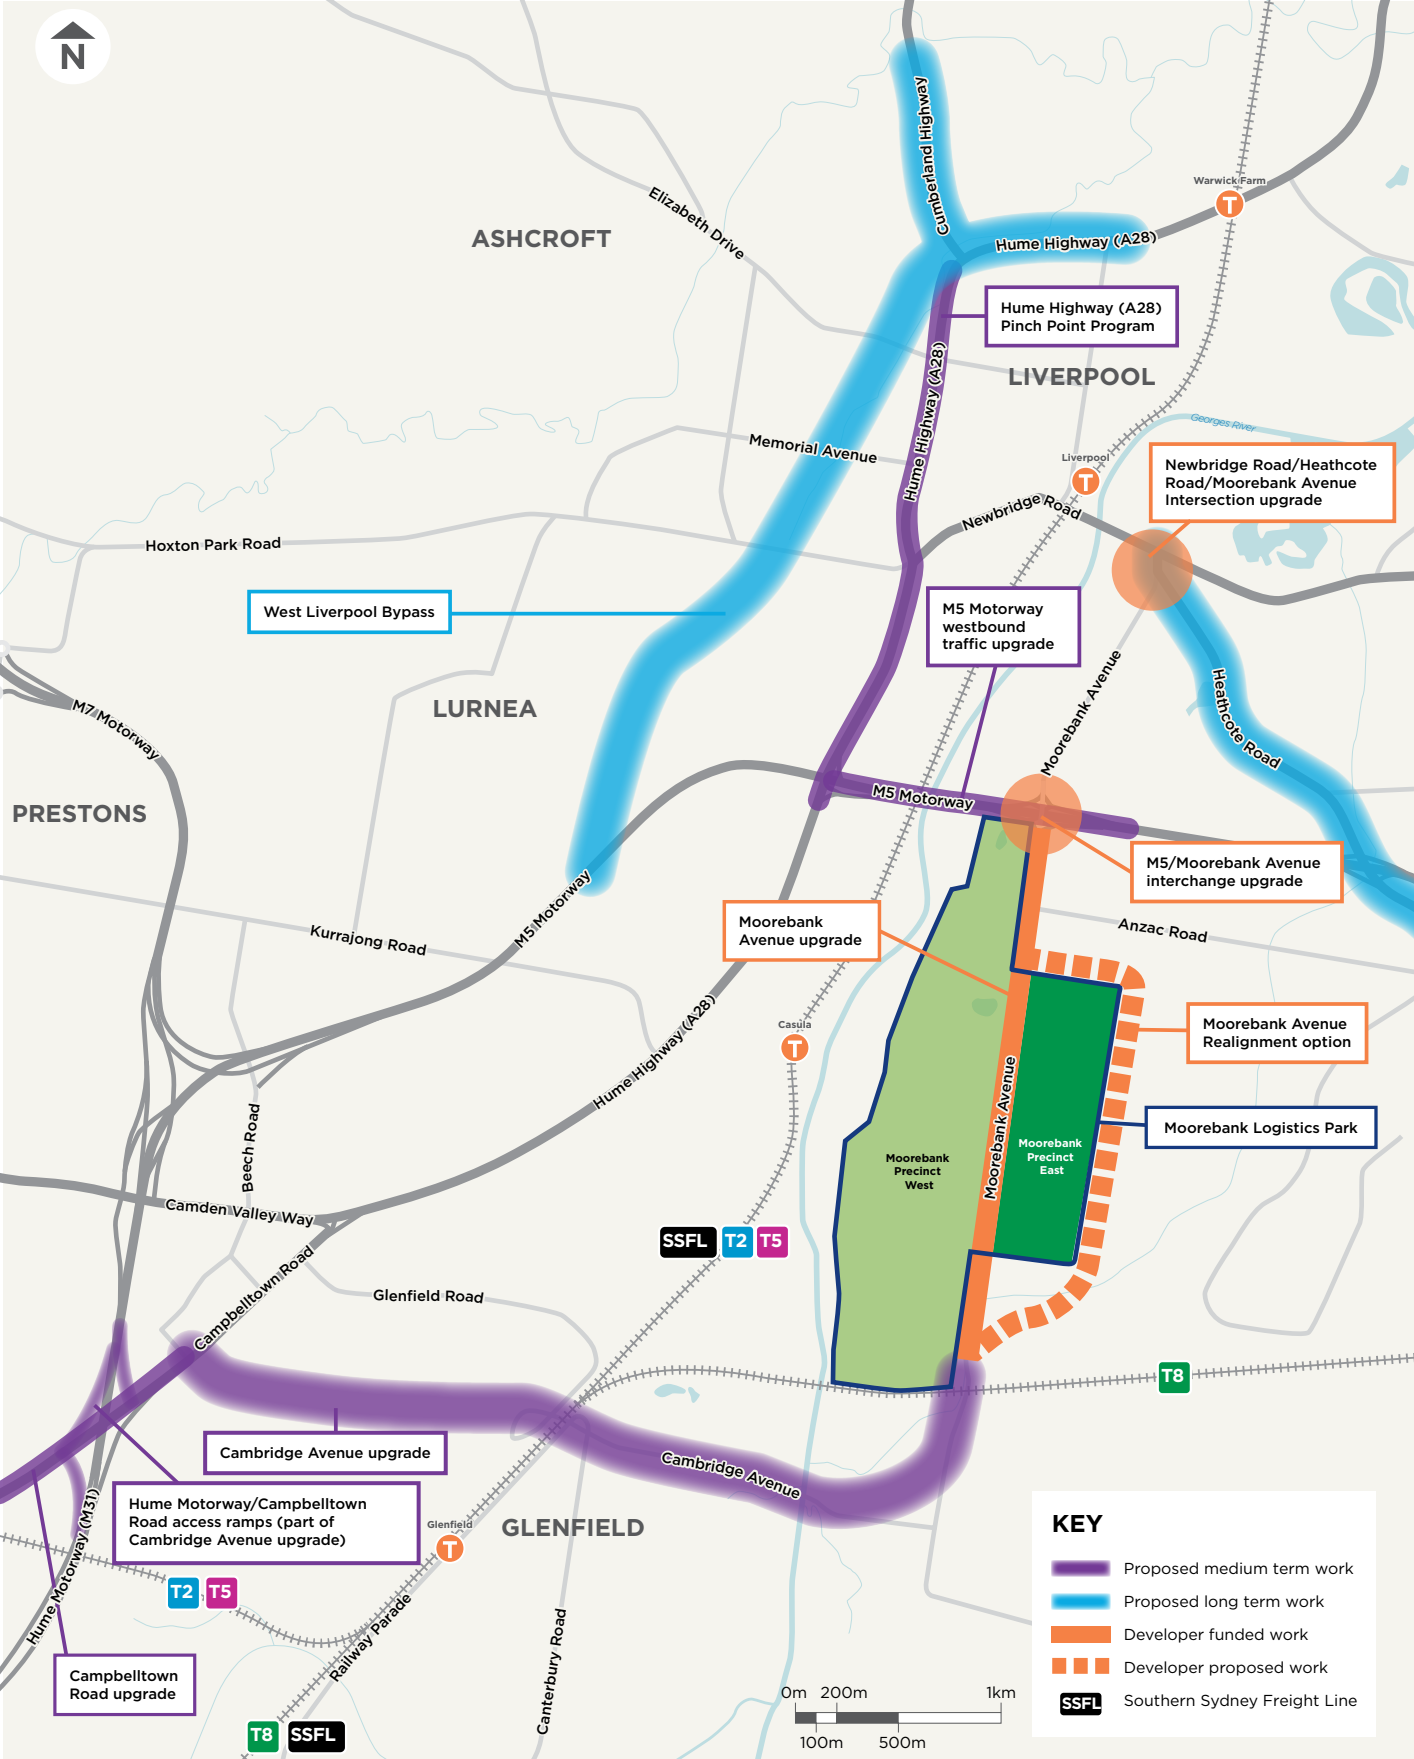 N
Cumberland Highway
Warwick Farm
T
Elizabeth Drive
ASHCROFT
Hume Highway (A28)
Hume Highway (A28)
Pinch Point Program
LIVERPOOL
Hume Highway (A28)
Georges River
Memorial Avenue
Liverpool
T
Newbridge Road/Heathcote
Road/Moorebank Avenue
Intersection upgrade
Newbridge Road
Hoxton Park Road
West Liverpool Bypass
M5 Motorway
westbound
traffic upgrade
Moorebank Avenue
Heathcote Road
LURNEA
M7 Motorway
M5 Motorway
PRESTONS
M5/Moorebank Avenue
interchange upgrade
M5 Motorway
Moorebank
Avenue upgrade
Anzac Road
Kurrajong Road
Hume Highway (A28)
Casula
T
Moorebank Avenue
Realignment option
Moorebank Avenue
Moorebank Logistics Park
Beech Road
Moorebank
Precinct
East
Moorebank
Precinct
West
Camden Valley Way
SSFL
T2
T5
Campbelltown Road
Glenfield Road
T8
Cambridge Avenue upgrade
Cambridge Avenue
Hume Motorway/Campbelltown
Road access ramps (part of
Cambridge Avenue upgrade)
Glenfield
T
GLENFIELD
Hume Motorway (M31)
T2
T5
Railway Parade
Canterbury Road
Campbelltown
Road upgrade
T8
SSFL
0m
200m
1km
100m
500m
KEY
Proposed medium term work
Proposed long term work
Developer funded work
Developer proposed work
SSFL
Southern Sydney Freight Line